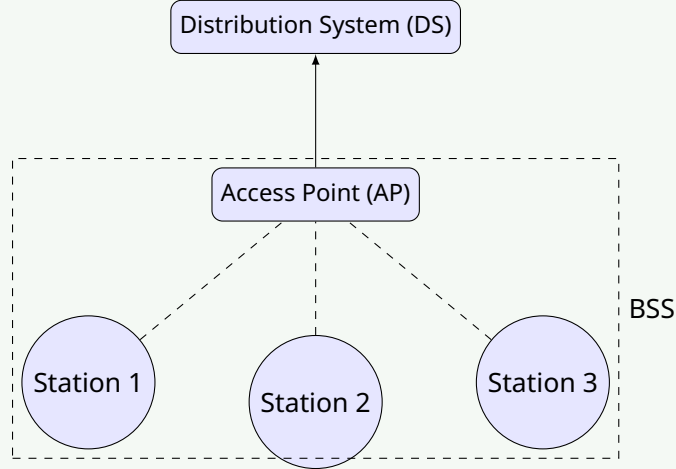 Distribution System (DS)
Access Point (AP)
BSS
Station 1
Station 2
Station 3